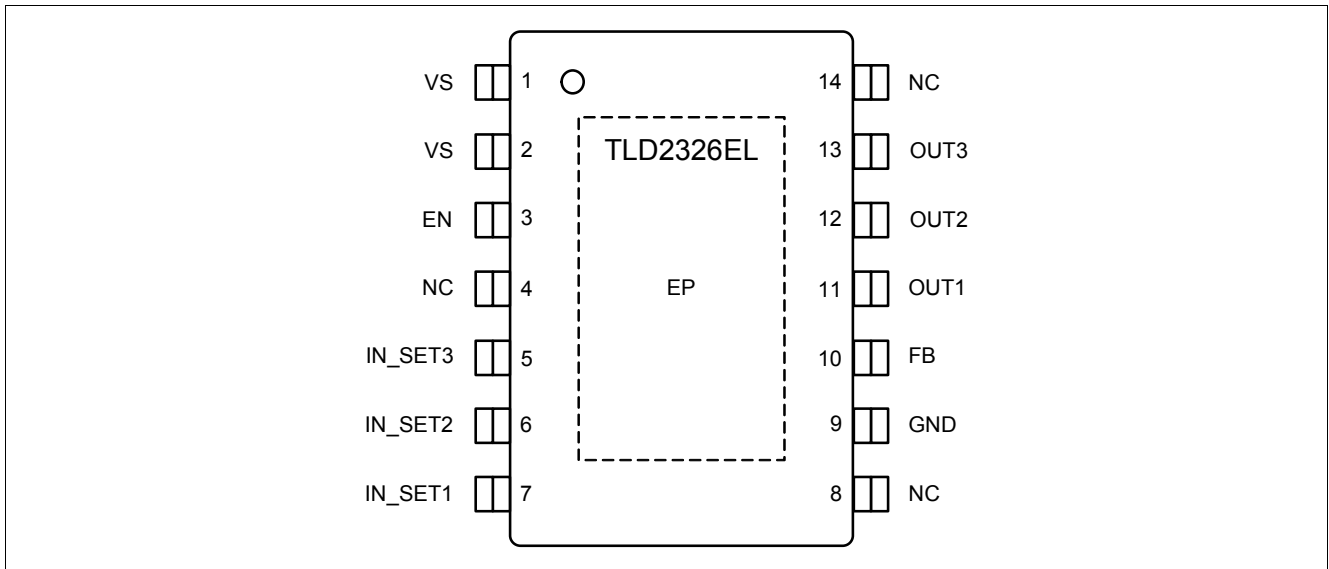 VS 1 14 NC
VS 2 TLD2326EL 13 OUT3
EN 3 12 OUT2
NC 4 EP 11 OUT1
IN_SET3 5 10 FB
IN_SET2 6 9 GND
IN_SET1 7 8 NC